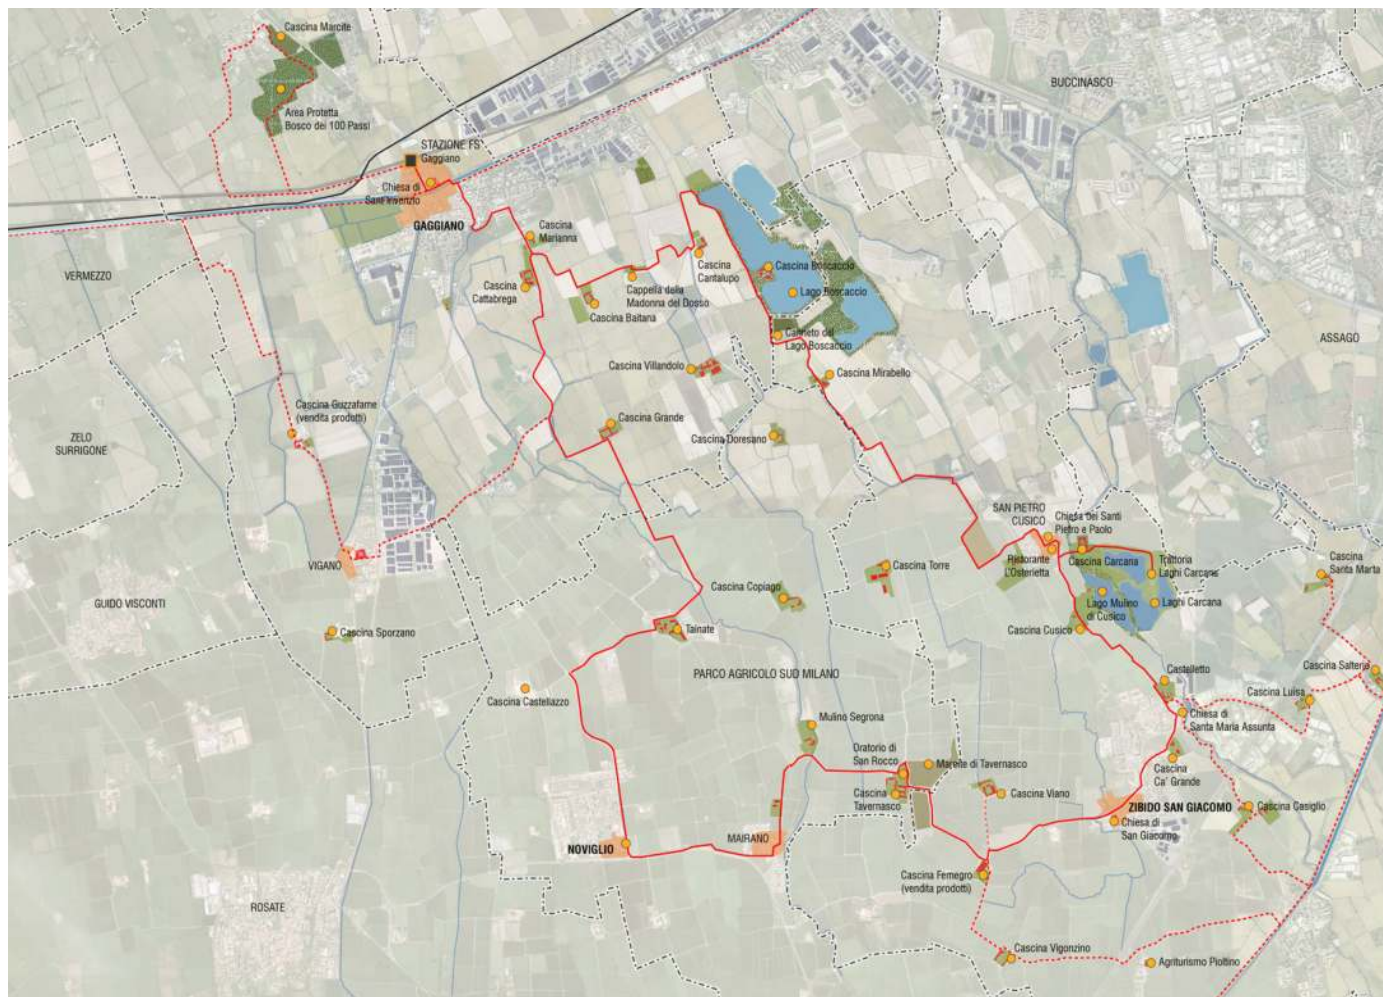 Cascina Marcite
BUCCINASCO
Area Protetta
Bosco dei 100 Passi
STAZIONE FS
Gaggiano
Chiesa di
Sant'Invenzio
GAGGIANO
Cascina
Marianna
VERMEZZO
Cascina
Cantalupo
Cascina Boscaccio
Cascina
Cattabrega
Cappella della
Madonna del Dosso
Lago Boscaccio
Cascina Baitana
Canneto del
Lago Boscaccio
ASSAGO
Cascina Villandolo
Cascina Mirabello
Cascina Guzzafame
(vendita prodotti)
Cascina Grande
ZELO
SURRIGONE
Cascina Doresano
SAN PIETRO
CUSICO
Chiesa dei Santi
Pietro e Paolo
Ristorante
L'Osterietta
Cascina Carcana
Trattoria
Laghi Carcana
Cascina
Santa Marta
VIGANO
Cascina Torre
GUIDO VISCONTI
Cascina Copiago
Lago Mulino
di Cusico
Laghi Carcana
Cascina Sporzano
Tainate
Cascina Cusico
PARCO AGRICOLO SUD MILANO
Castelletto
Cascina Salterio
Cascina Luisa
Cascina Castellazzo
Mulino Segrona
Chiesa di
Santa Maria Assunta
Oratorio di
San Rocco
Marcite di Tavernasco
Cascina
Ca' Grande
Cascina
Tavernasco
Cascina Viano
ZIBIDO SAN GIACOMO
Cascina Gasiglio
Chiesa di
San Giacomo
NOVIGLIO
MAIRANO
Cascina Femegro
(vendita prodotti)
ROSATE
Cascina Vigonzino
Agriturismo Pioltino